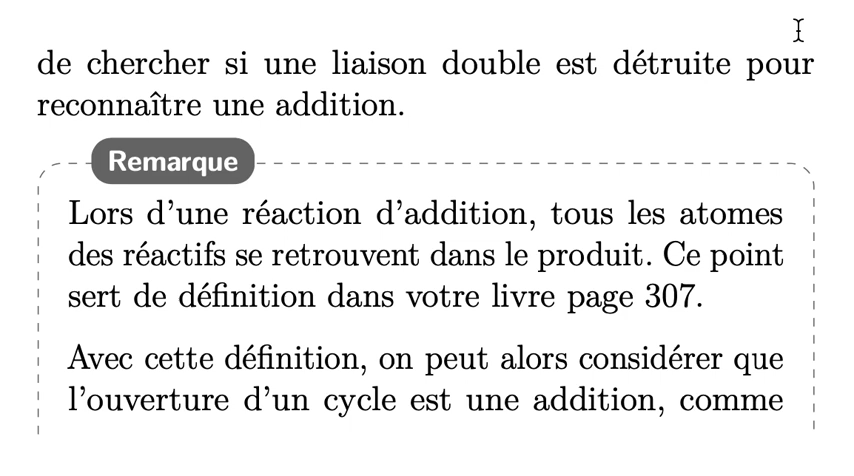 de chercher si une liaison double est détruite pour
reconnaître une addition.
Remarque
Lors d’une réaction d’addition, tous les atomes
des réactifs se retrouvent dans le produit. Ce point
sert de définition dans votre livre page 307.
Avec cette définition, on peut alors considérer que
l’ouverture d’un cycle est une addition, comme